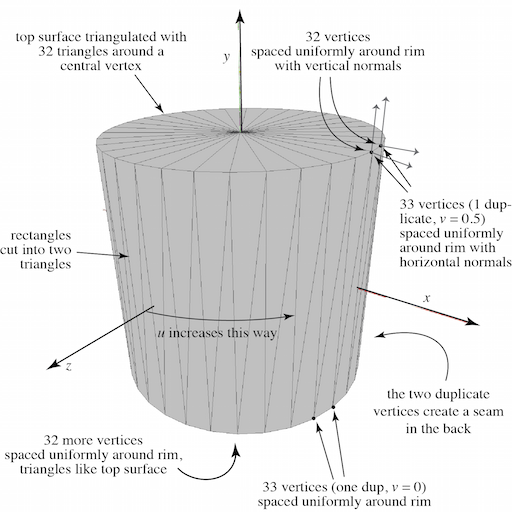 top surface triangulated with
32 triangles around a
central vertex
y
32 vertices
spaced uniformly around rim
with vertical normals
33 vertices (1 dup-
licate, v = 0.5)
spaced uniformly
around rim with
horizontal normals
rectangles
cut into two
triangles
x
u increases this way
z
the two duplicate
vertices create a seam
in the back
32 more vertices
spaced uniformly around rim,
triangles like top surface
33 vertices (one dup, v = 0)
spaced uniformly around rim